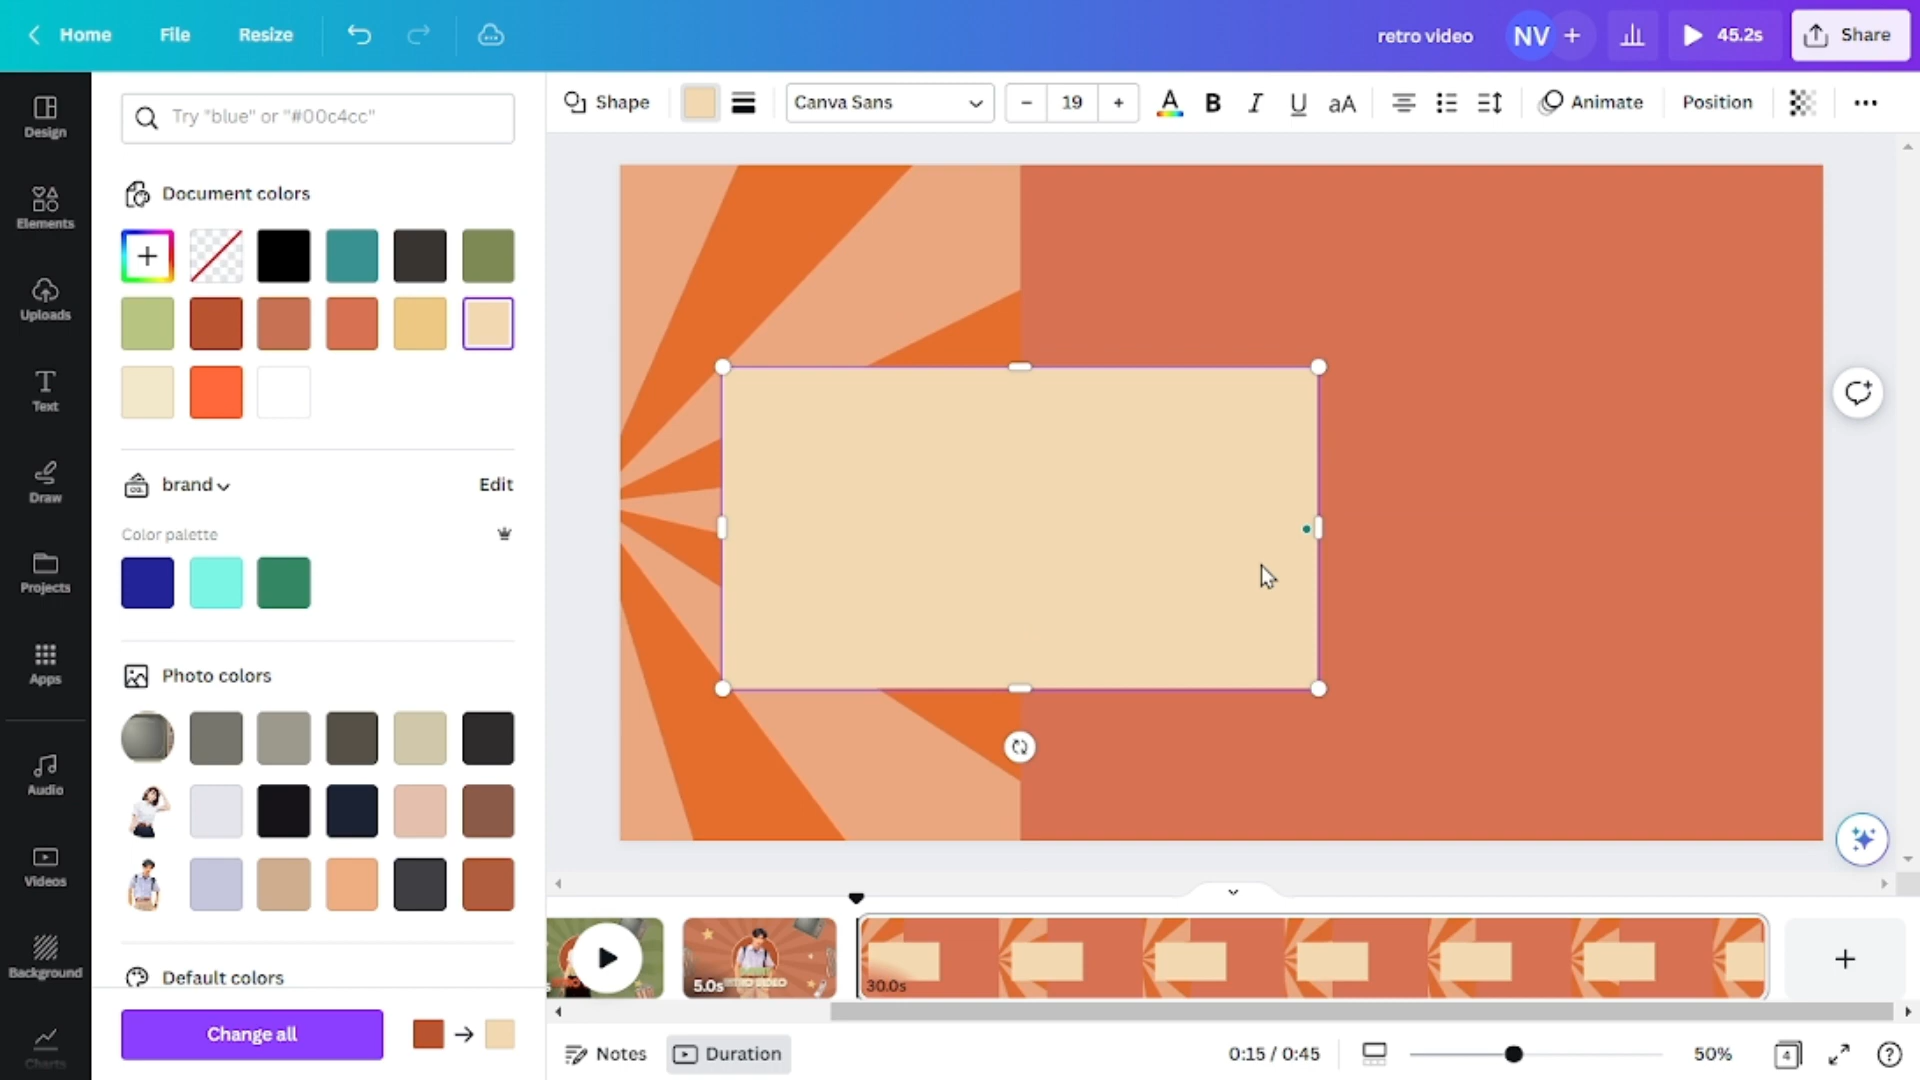 Home File Resize retro video NV + 45.2s Share
Try "blue" or "#00c4cc"
Shape Canva Sans – 19 + A B I U aA Animate Position
Design
Document colors
Elements
Uploads
Text
brand Edit
Draw
Color palette
Projects
Apps
Photo colors
Audio
Videos
Background
Default colors
5.0s
30.0s
Change all
Charts
Notes Duration 0:15 / 0:45 50% 4 ?